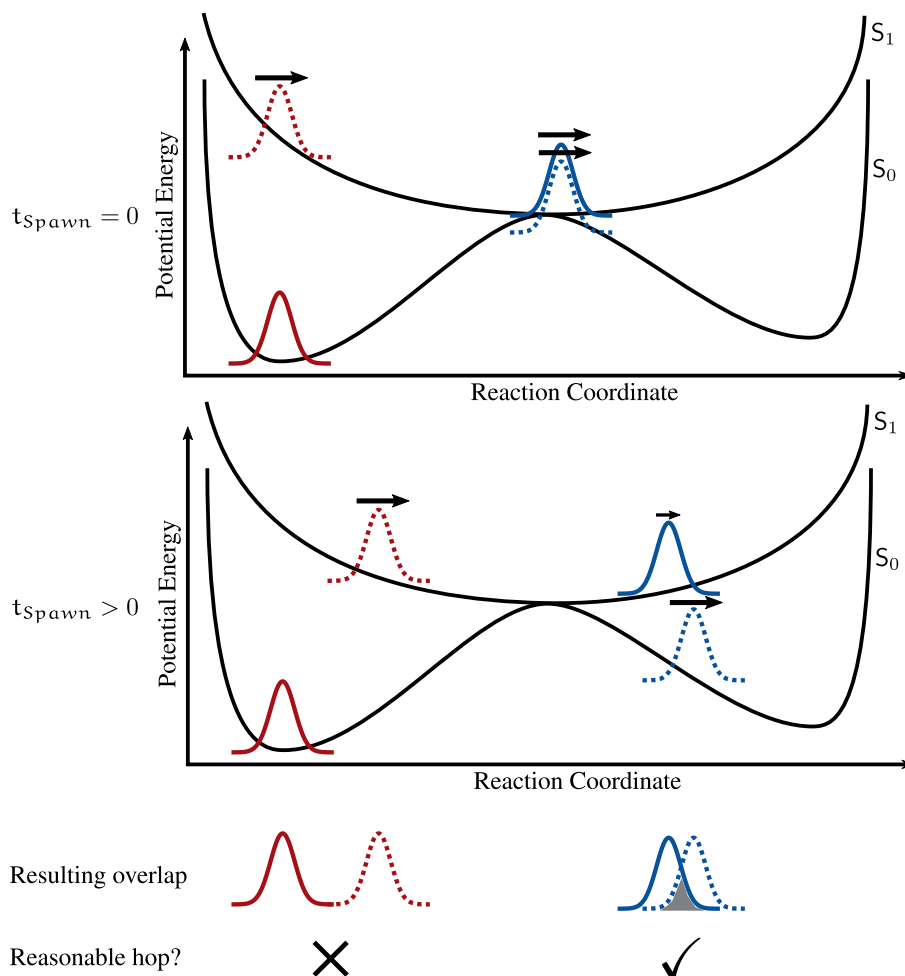 S₁
Potential Energy
S₀
t_Spawn = 0
Reaction Coordinate
S₁
Potential Energy
S₀
t_Spawn > 0
Reaction Coordinate
Resulting overlap
Reasonable hop?